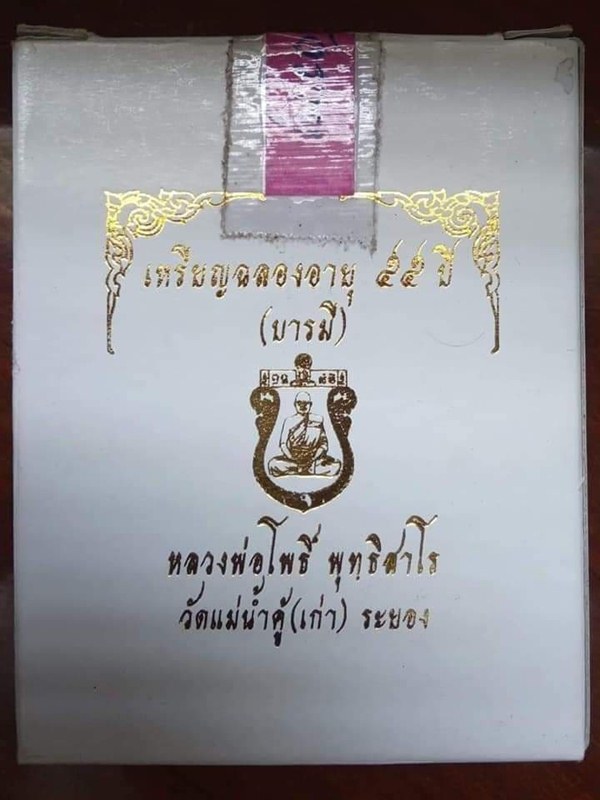 เหรียญฉลองอายุ ๕๕ ปี
(บารมี)
หลวงพ่อโพธิ์ พุทธิสาโร
วัดแม่น้ำคู้(เก่า) ระยอง